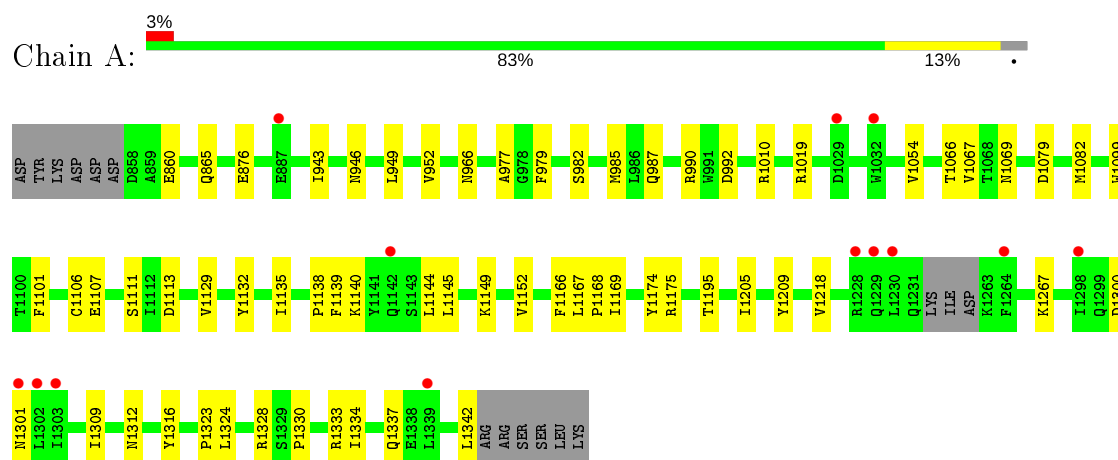 3%
Chain A:
83%
13%
•
ASP TYR LYS ASP ASP ASP D858 A859 E860 Q865 E876 E887 I943 N946 L949 V952 N966 A977 G978 F979 S982 M985 L986 Q987 R990 W991 D992 R1010 R1019 D1029 W1032 V1054 T1066 V1067 T1068 N1069 D1079 M1082 W1099
T1100 F1101 C1106 E1107 S1111 I1112 D1113 V1129 Y1132 I1135 P1138 F1139 K1140 Y1141 Q1142 S1143 L1144 L1145 K1149 V1152 F1166 L1167 P1168 I1169 Y1174 R1175 T1195 I1205 Y1209 V1218 R1228 Q1229 L1230 Q1231 LYS ILE ASP K1263 F1264 K1267 I1298 Q1299 D1300
N1301 L1302 I1303 I1309 N1312 Y1316 P1323 L1324 R1328 S1329 P1330 R1333 I1334 Q1337 E1338 L1339 L1342 ARG ARG SER SER LEU LYS